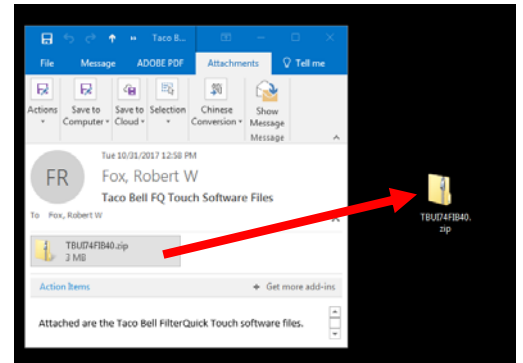 Taco B...
File Message ADOBE PDF Attachments Tell me
Actions Save to Computer Save to Cloud Selection Chinese Conversion Show Message
Message
Tue 10/31/2017 12:58 PM
FR
Fox, Robert W
Taco Bell FQ Touch Software Files
To Fox, Robert W
TBUI74FIB40.zip
3 MB
Action Items + Get more add-ins
Attached are the Taco Bell FilterQuick Touch software files.
TBUI74FIB40.
zip